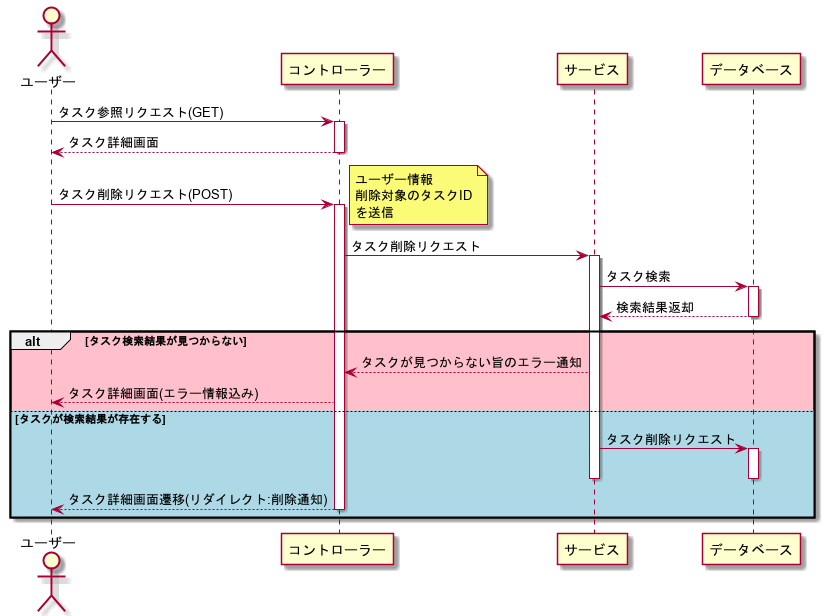 ユーザー
コントローラー
サービス
データベース
タスク参照リクエスト(GET)
タスク詳細画面
ユーザー情報
削除対象のタスクID
を送信
タスク削除リクエスト(POST)
タスク削除リクエスト
タスク検索
検索結果返却
alt
[タスク検索結果が見つからない]
タスクが見つからない旨のエラー通知
タスク詳細画面(エラー情報込み)
[タスクが検索結果が存在する]
タスク削除リクエスト
タスク詳細画面遷移(リダイレクト:削除通知)
ユーザー
コントローラー
サービス
データベース